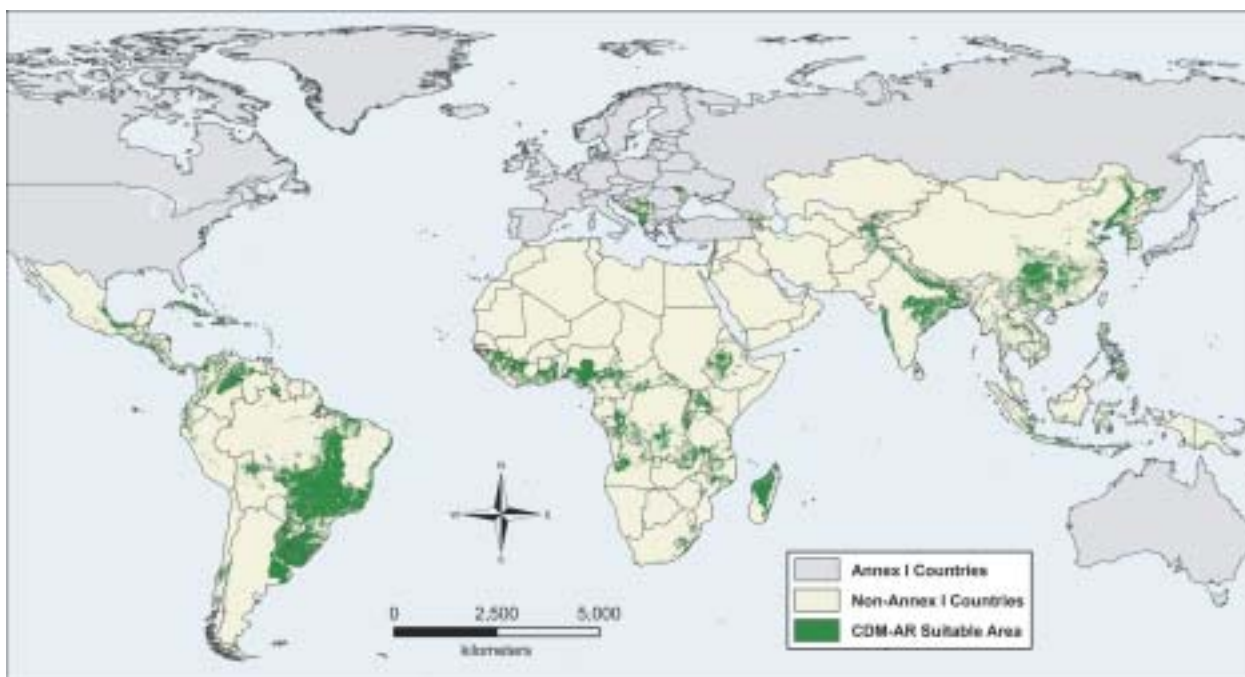 N
W E
S
0 2,500 5,000
kilometers
Annex I Countries
Non-Annex I Countries
CDM-AR Suitable Area